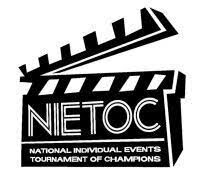 NIETOC
NATIONAL INDIVIDUAL EVENTS
TOURNAMENT OF CHAMPIONS